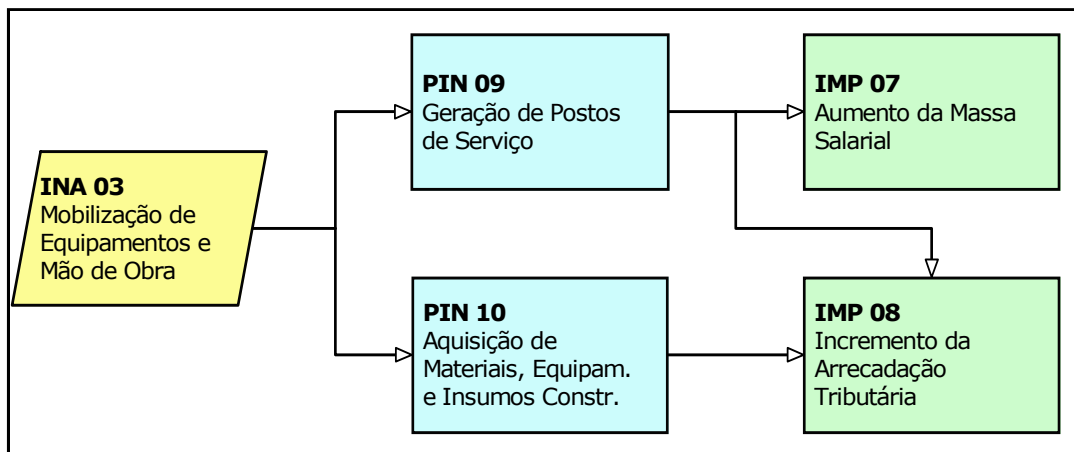 INA 03
Mobilização de
Equipamentos e
Mão de Obra
PIN 09
Geração de Postos
de Serviço
IMP 07
Aumento da Massa
Salarial
PIN 10
Aquisição de
Materiais, Equipam.
e Insumos Constr.
IMP 08
Incremento da
Arrecadação
Tributária